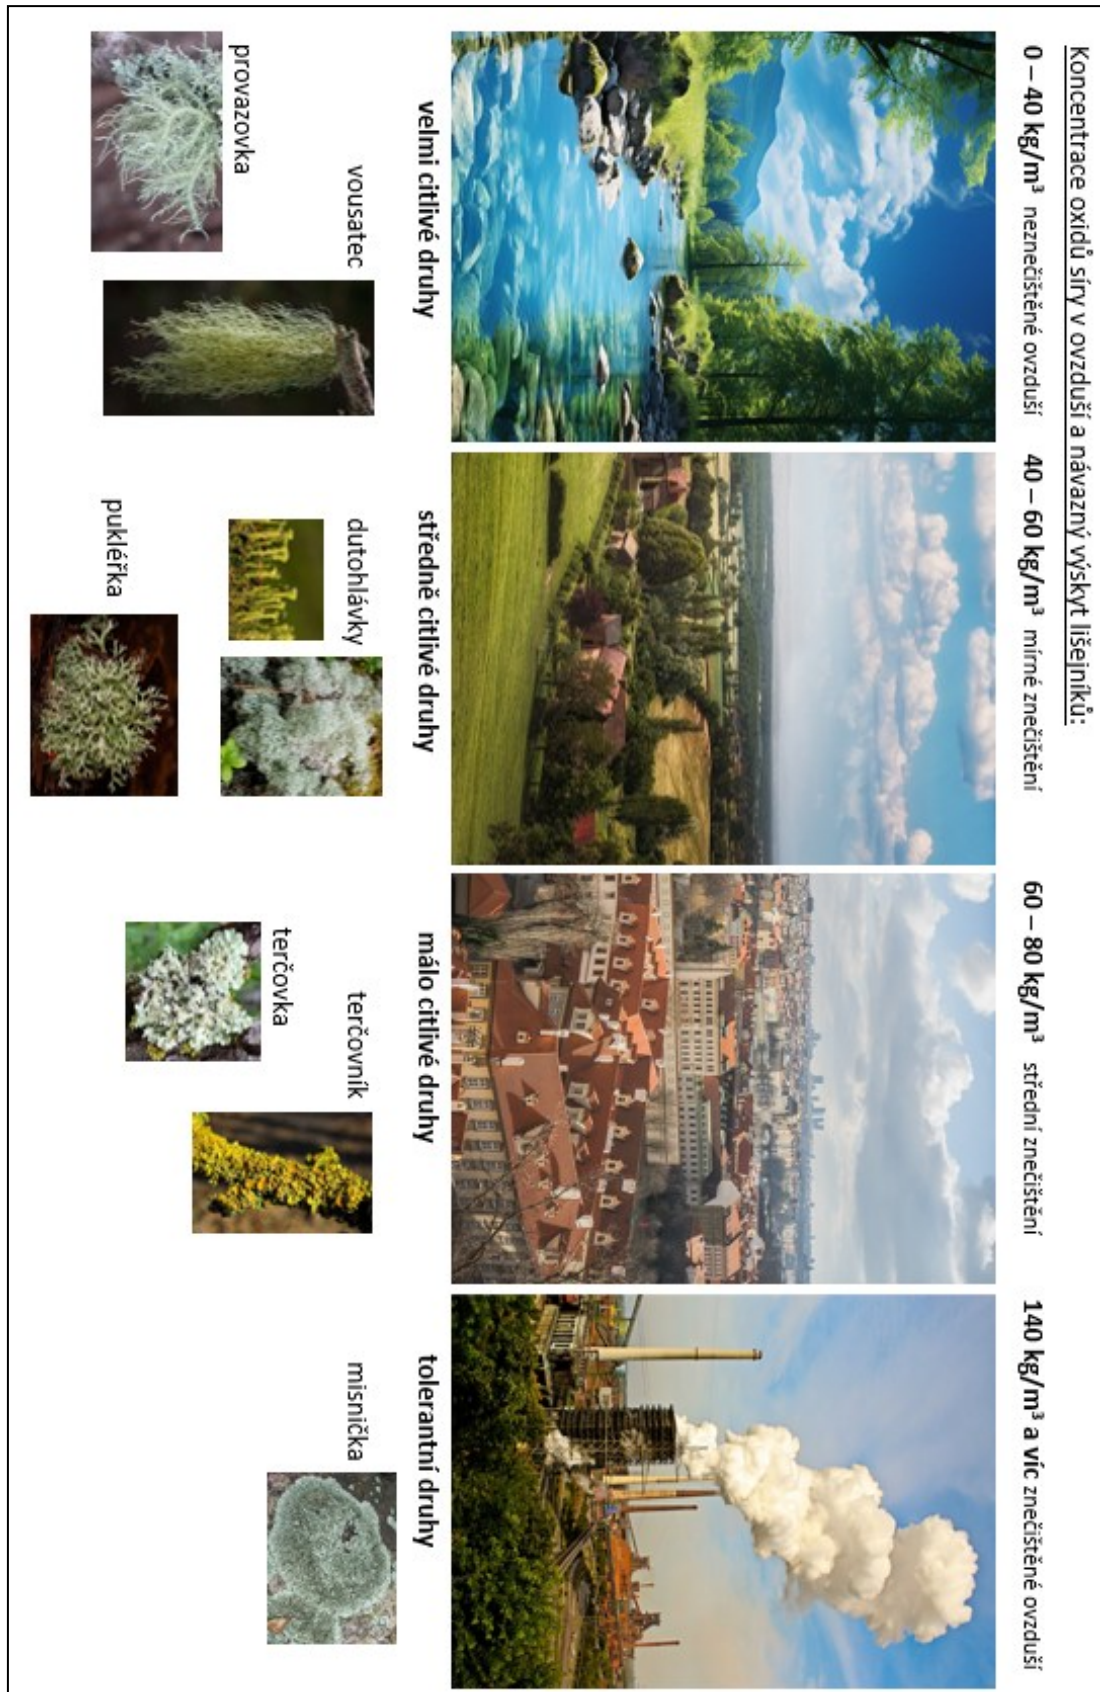 Koncentrace oxidů síry v ovzduší a návazný výskyt lišejníků:
0 – 40 kg/m³ neznečištěné ovzduší
40 – 60 kg/m³ mírné znečištění
60 – 80 kg/m³ střední znečištění
140 kg/m³ a víc znečištěné ovzduší
velmi citlivé druhy
středně citlivé druhy
málo citlivé druhy
tolerantní druhy
vousatec
dutohlávky
terčovník
misnička
provazovka
terčovka
pukléřka